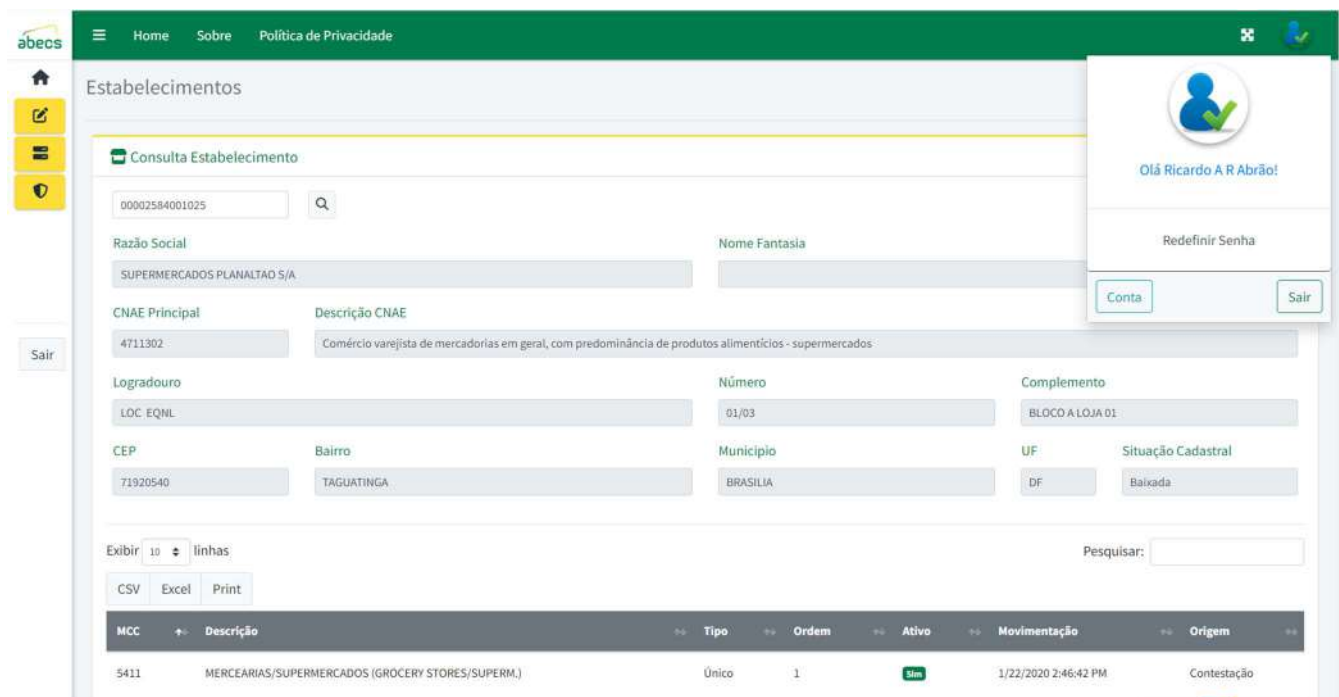 abecs
Home Sobre Política de Privacidade
Estabelecimentos
Olá Ricardo A R Abrão!
Redefinir Senha
Conta Sair
Consulta Estabelecimento
00002584001025
Razão Social Nome Fantasia
SUPERMERCADOS PLANALTAO S/A
CNAE Principal Descrição CNAE
4711302 Comércio varejista de mercadorias em geral, com predominância de produtos alimentícios - supermercados
Sair
Logradouro Número Complemento
LOC EQNL 01/03 BLOCO A LOJA 01
CEP Bairro Municipio UF Situação Cadastral
71920540 TAGUATINGA BRASILIA DF Baixada
Exibir 10 linhas Pesquisar:
CSV Excel Print
MCC Descrição Tipo Ordem Ativo Movimentação Origem
5411 MERCEARIAS/SUPERMERCADOS (GROCERY STORES/SUPERM.) Único 1 Sim 1/22/2020 2:46:42 PM Contestação